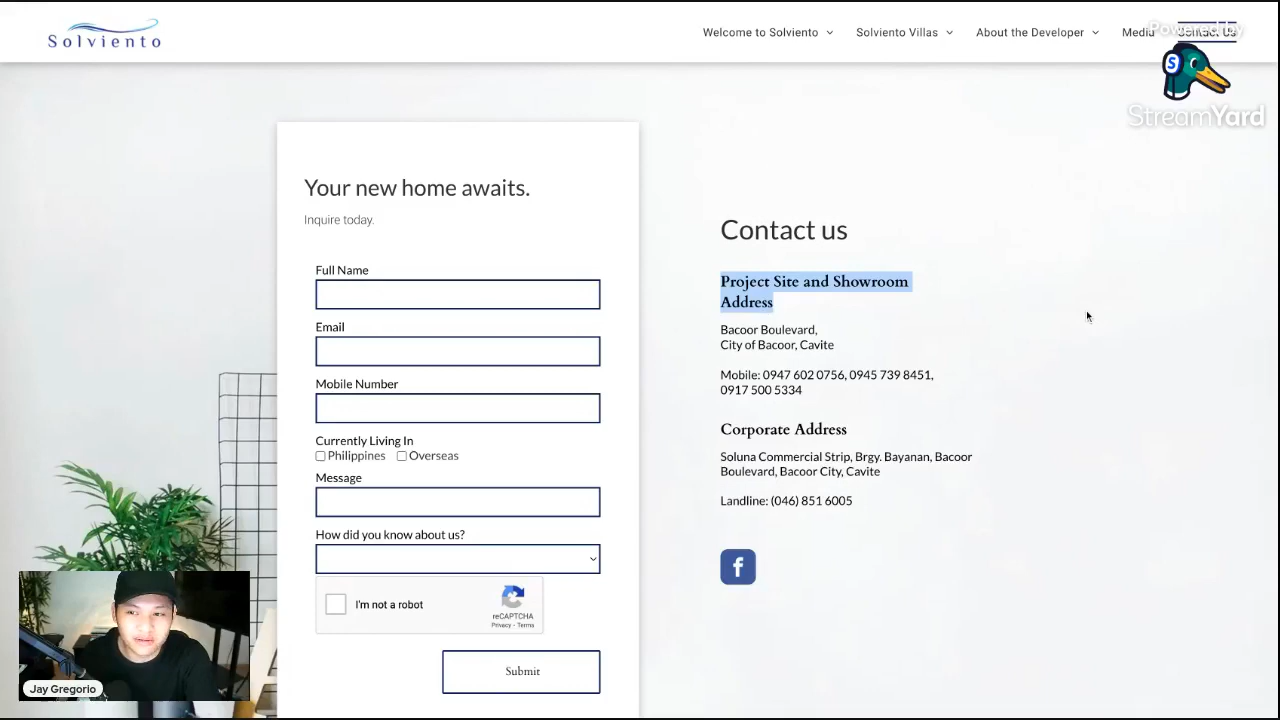 Solviento
Welcome to Solviento
Solviento Villas
About the Developer
Media
Contact Us
Powered by
StreamYard
Your new home awaits.
Inquire today.
Full Name
Email
Mobile Number
Currently Living In
Philippines Overseas
Message
How did you know about us?
I'm not a robot
reCAPTCHA
Privacy - Terms
Submit
Contact us
Project Site and Showroom
Address
Bacoor Boulevard,
City of Bacoor, Cavite
Mobile: 0947 602 0756, 0945 739 8451,
0917 500 5334
Corporate Address
Soluna Commercial Strip, Brgy. Bayanan, Bacoor
Boulevard, Bacoor City, Cavite
Landline: (046) 851 6005
f
S
Jay Gregorio